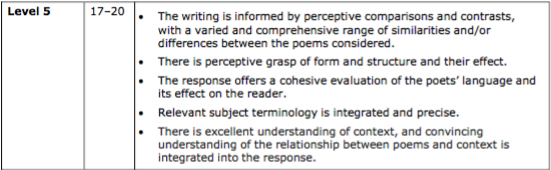 Level 5
17–20
• The writing is informed by perceptive comparisons and contrasts,
with a varied and comprehensive range of similarities and/or
differences between the poems considered.
• There is perceptive grasp of form and structure and their effect.
• The response offers a cohesive evaluation of the poets' language and
its effect on the reader.
• Relevant subject terminology is integrated and precise.
• There is excellent understanding of context, and convincing
understanding of the relationship between poems and context is
integrated into the response.